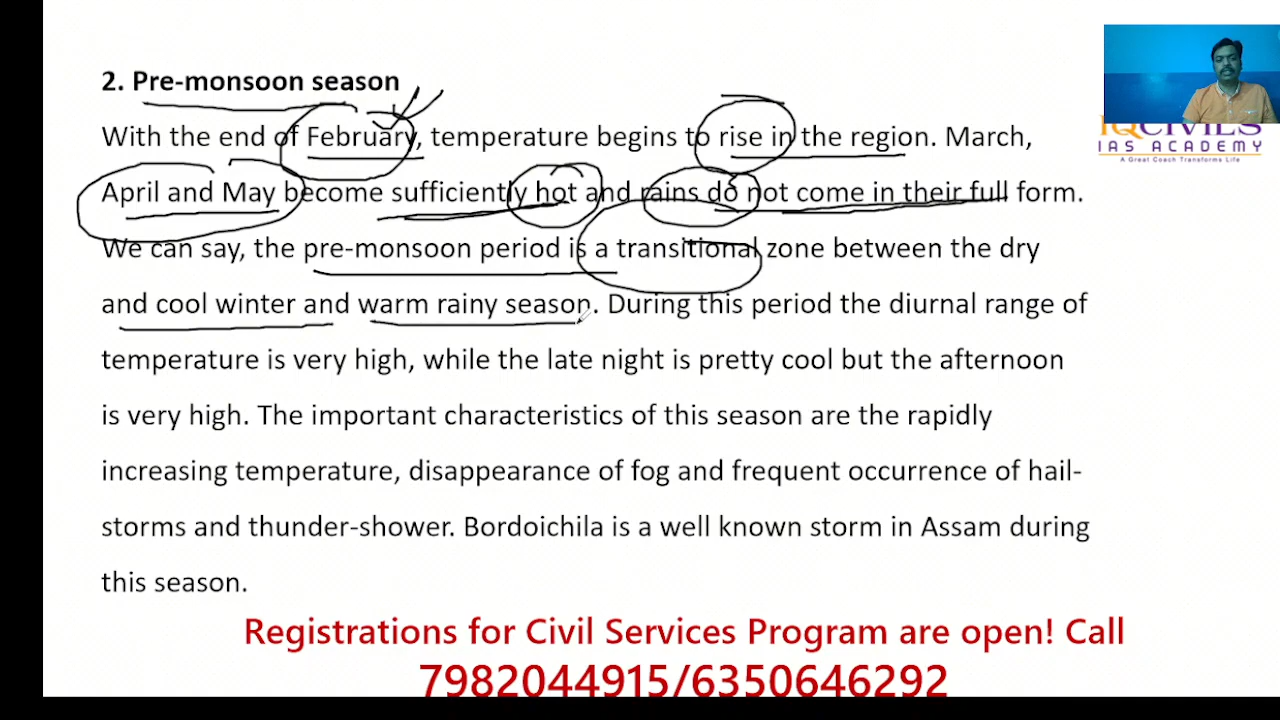 2. Pre-monsoon season
With the end of February, temperature begins to rise in the region. March,
April and May become sufficiently hot and rains do not come in their full form.
We can say, the pre-monsoon period is a transitional zone between the dry
and cool winter and warm rainy season. During this period the diurnal range of
temperature is very high, while the late night is pretty cool but the afternoon
is very high. The important characteristics of this season are the rapidly
increasing temperature, disappearance of fog and frequent occurrence of hail-
storms and thunder-shower. Bordoichila is a well known storm in Assam during
this season.
IAS ACADEMY
A Great Coach Transforms Life
Registrations for Civil Services Program are open! Call
7982044915/6350646292